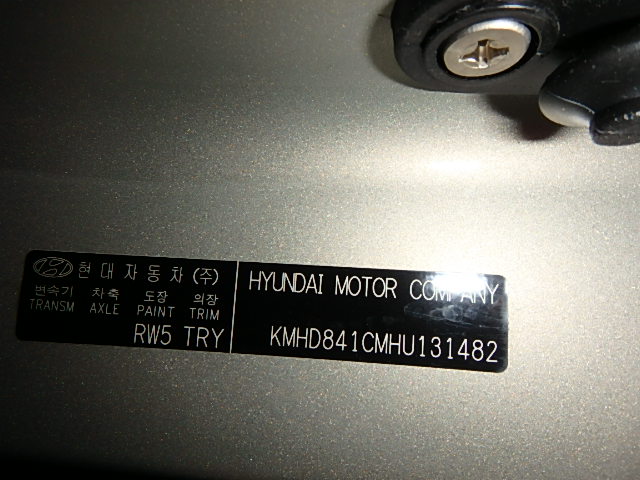 현대자동차(주)
변속기 차축 도장 의장
TRANSM AXLE PAINT TRIM
RW5 TRY
HYUNDAI MOTOR COMPANY
KMHD841CMHU131482